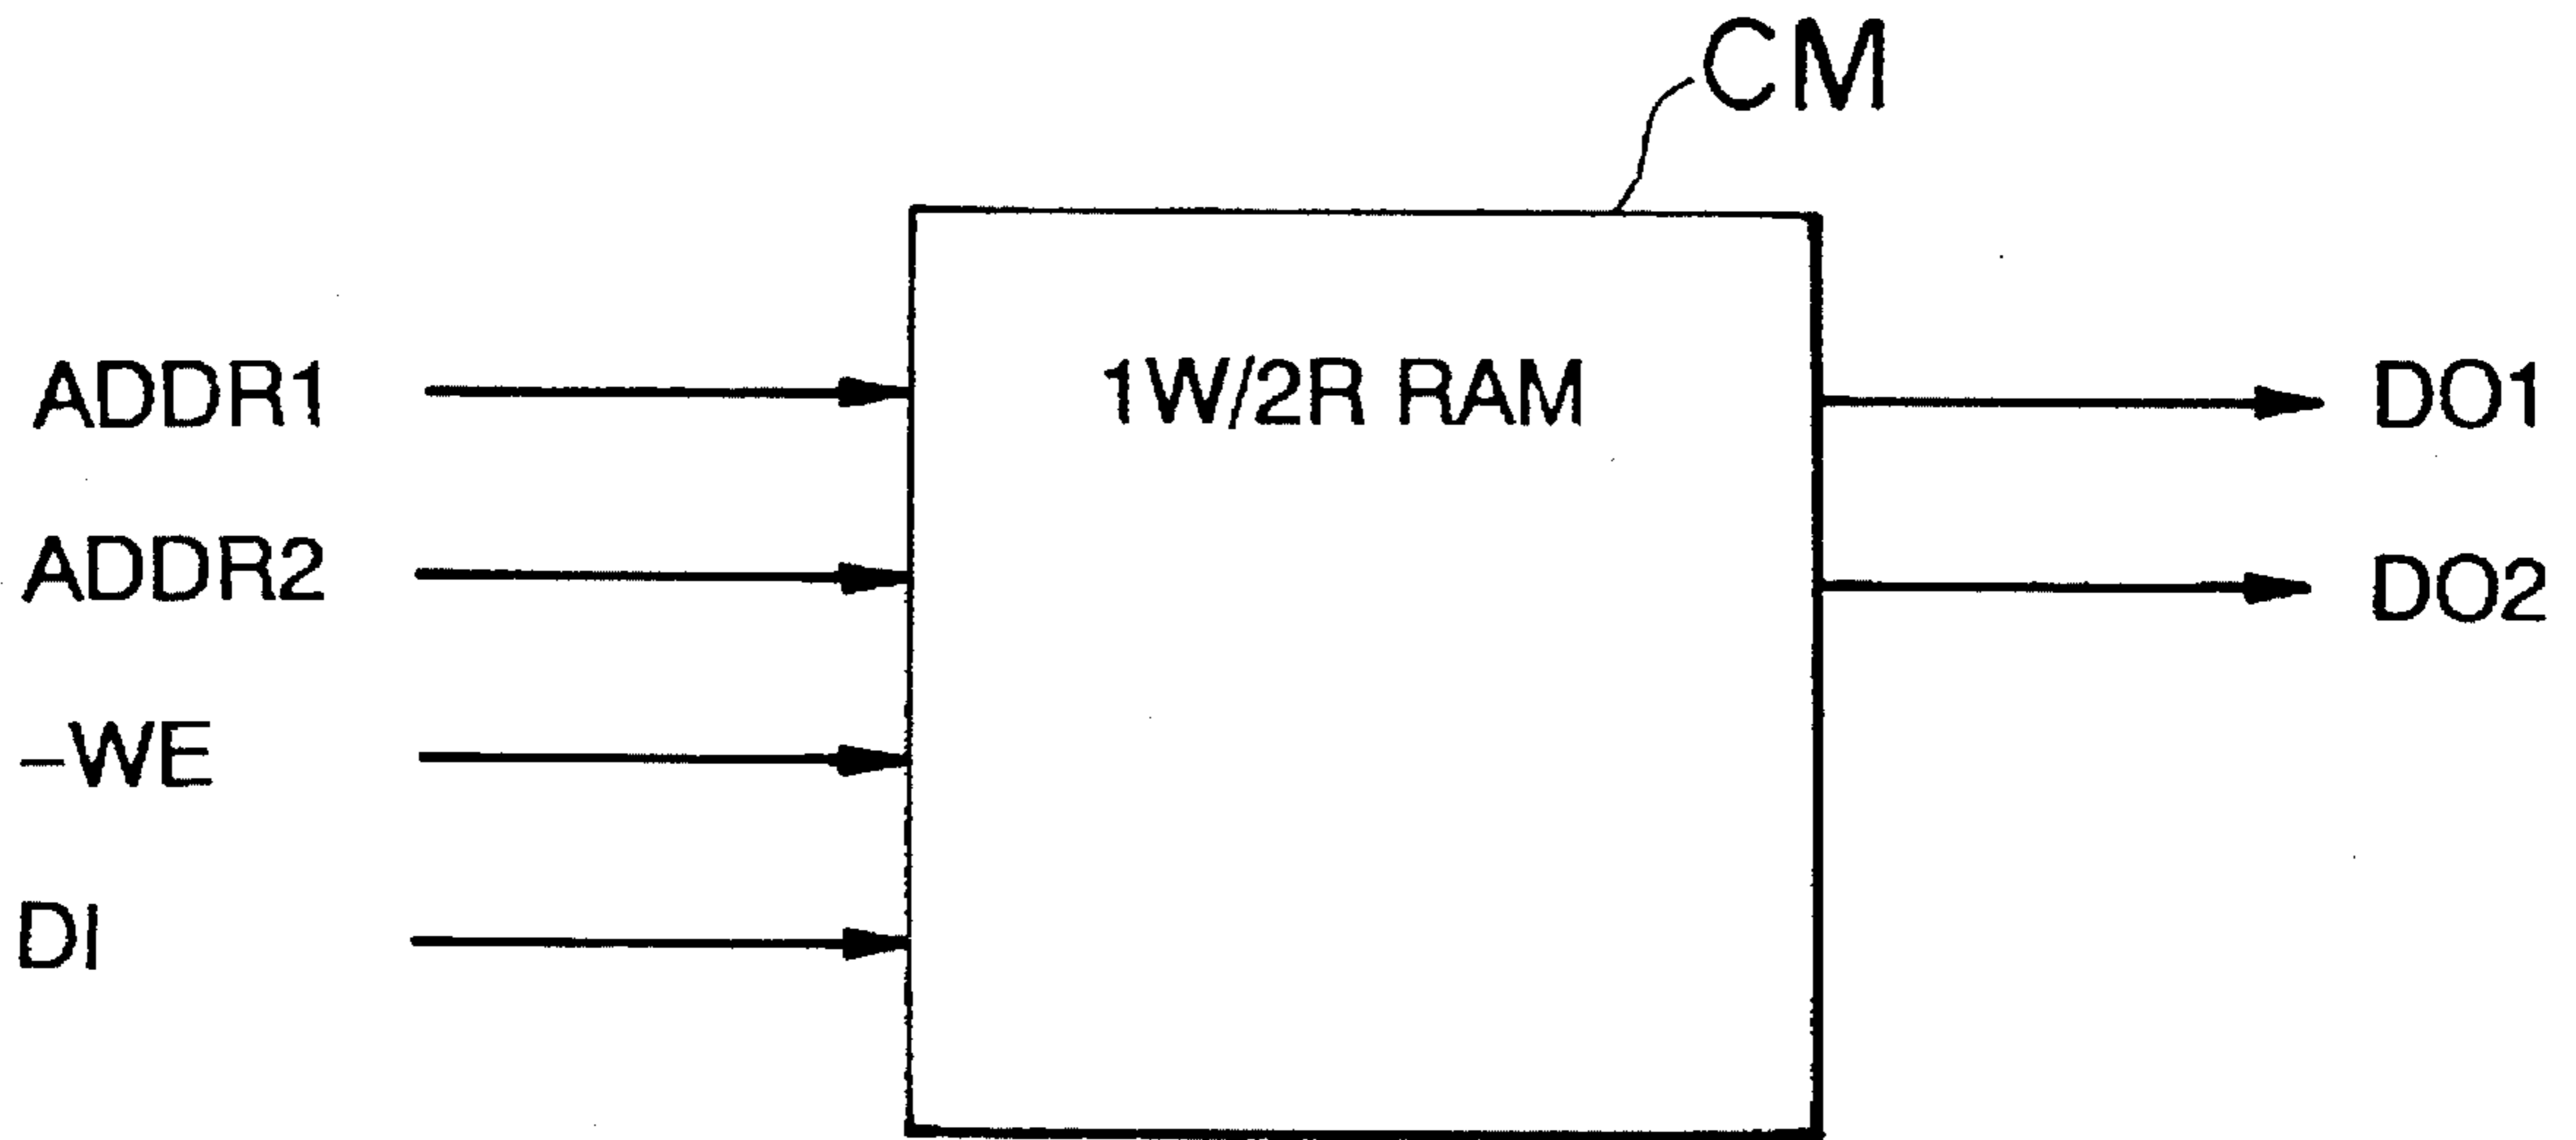 CM
ADDR1
1W/2R RAM
DO1
ADDR2
DO2
–WE
DI